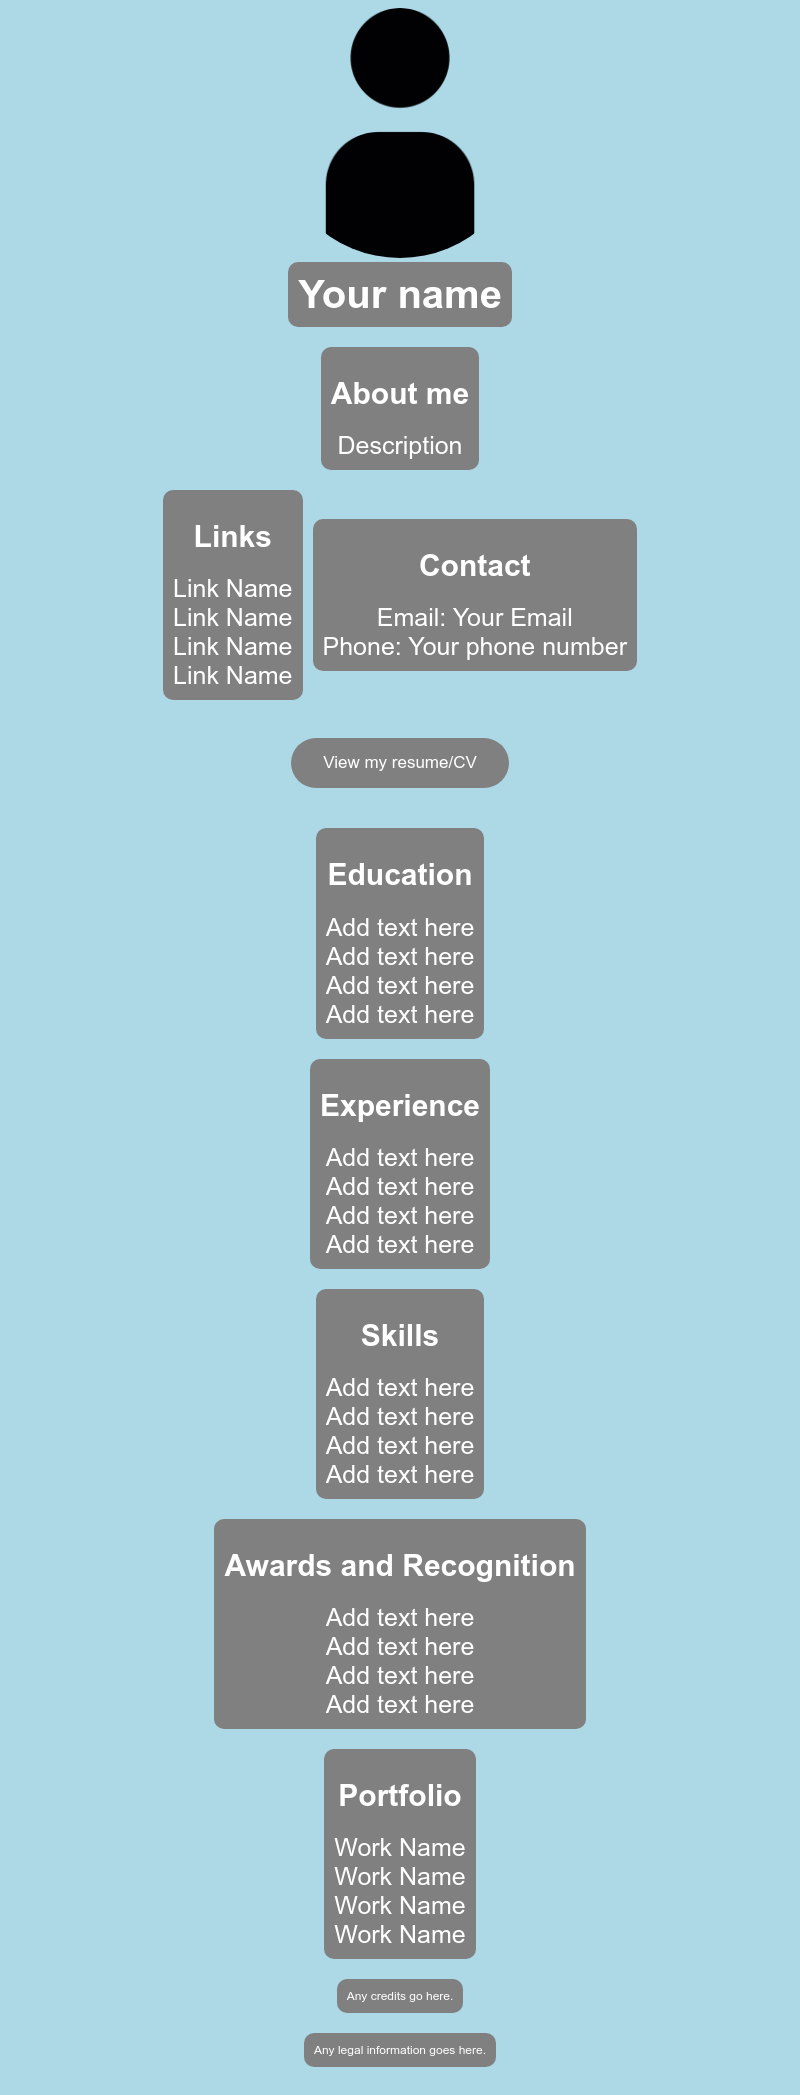 Your name
About me
Description
Links
Link Name
Link Name
Link Name
Link Name
Contact
Email: Your Email
Phone: Your phone number
View my resume/CV
Education
Add text here
Add text here
Add text here
Add text here
Experience
Add text here
Add text here
Add text here
Add text here
Skills
Add text here
Add text here
Add text here
Add text here
Awards and Recognition
Add text here
Add text here
Add text here
Add text here
Portfolio
Work Name
Work Name
Work Name
Work Name
Any credits go here.
Any legal information goes here.